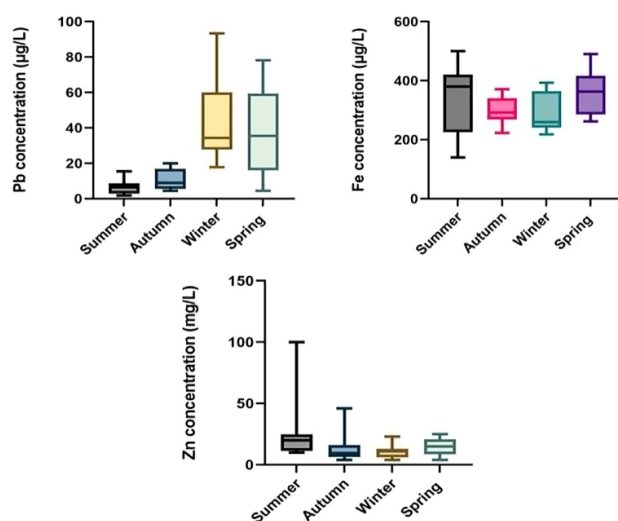 Pb concentration (µg/L)
100
80
60
40
20
0
Summer
Autumn
Winter
Spring
Fe concentration (µg/L)
600
400
200
0
Summer
Autumn
Winter
Spring
Zn concentration (mg/L)
150
100
50
0
Summer
Autumn
Winter
Spring